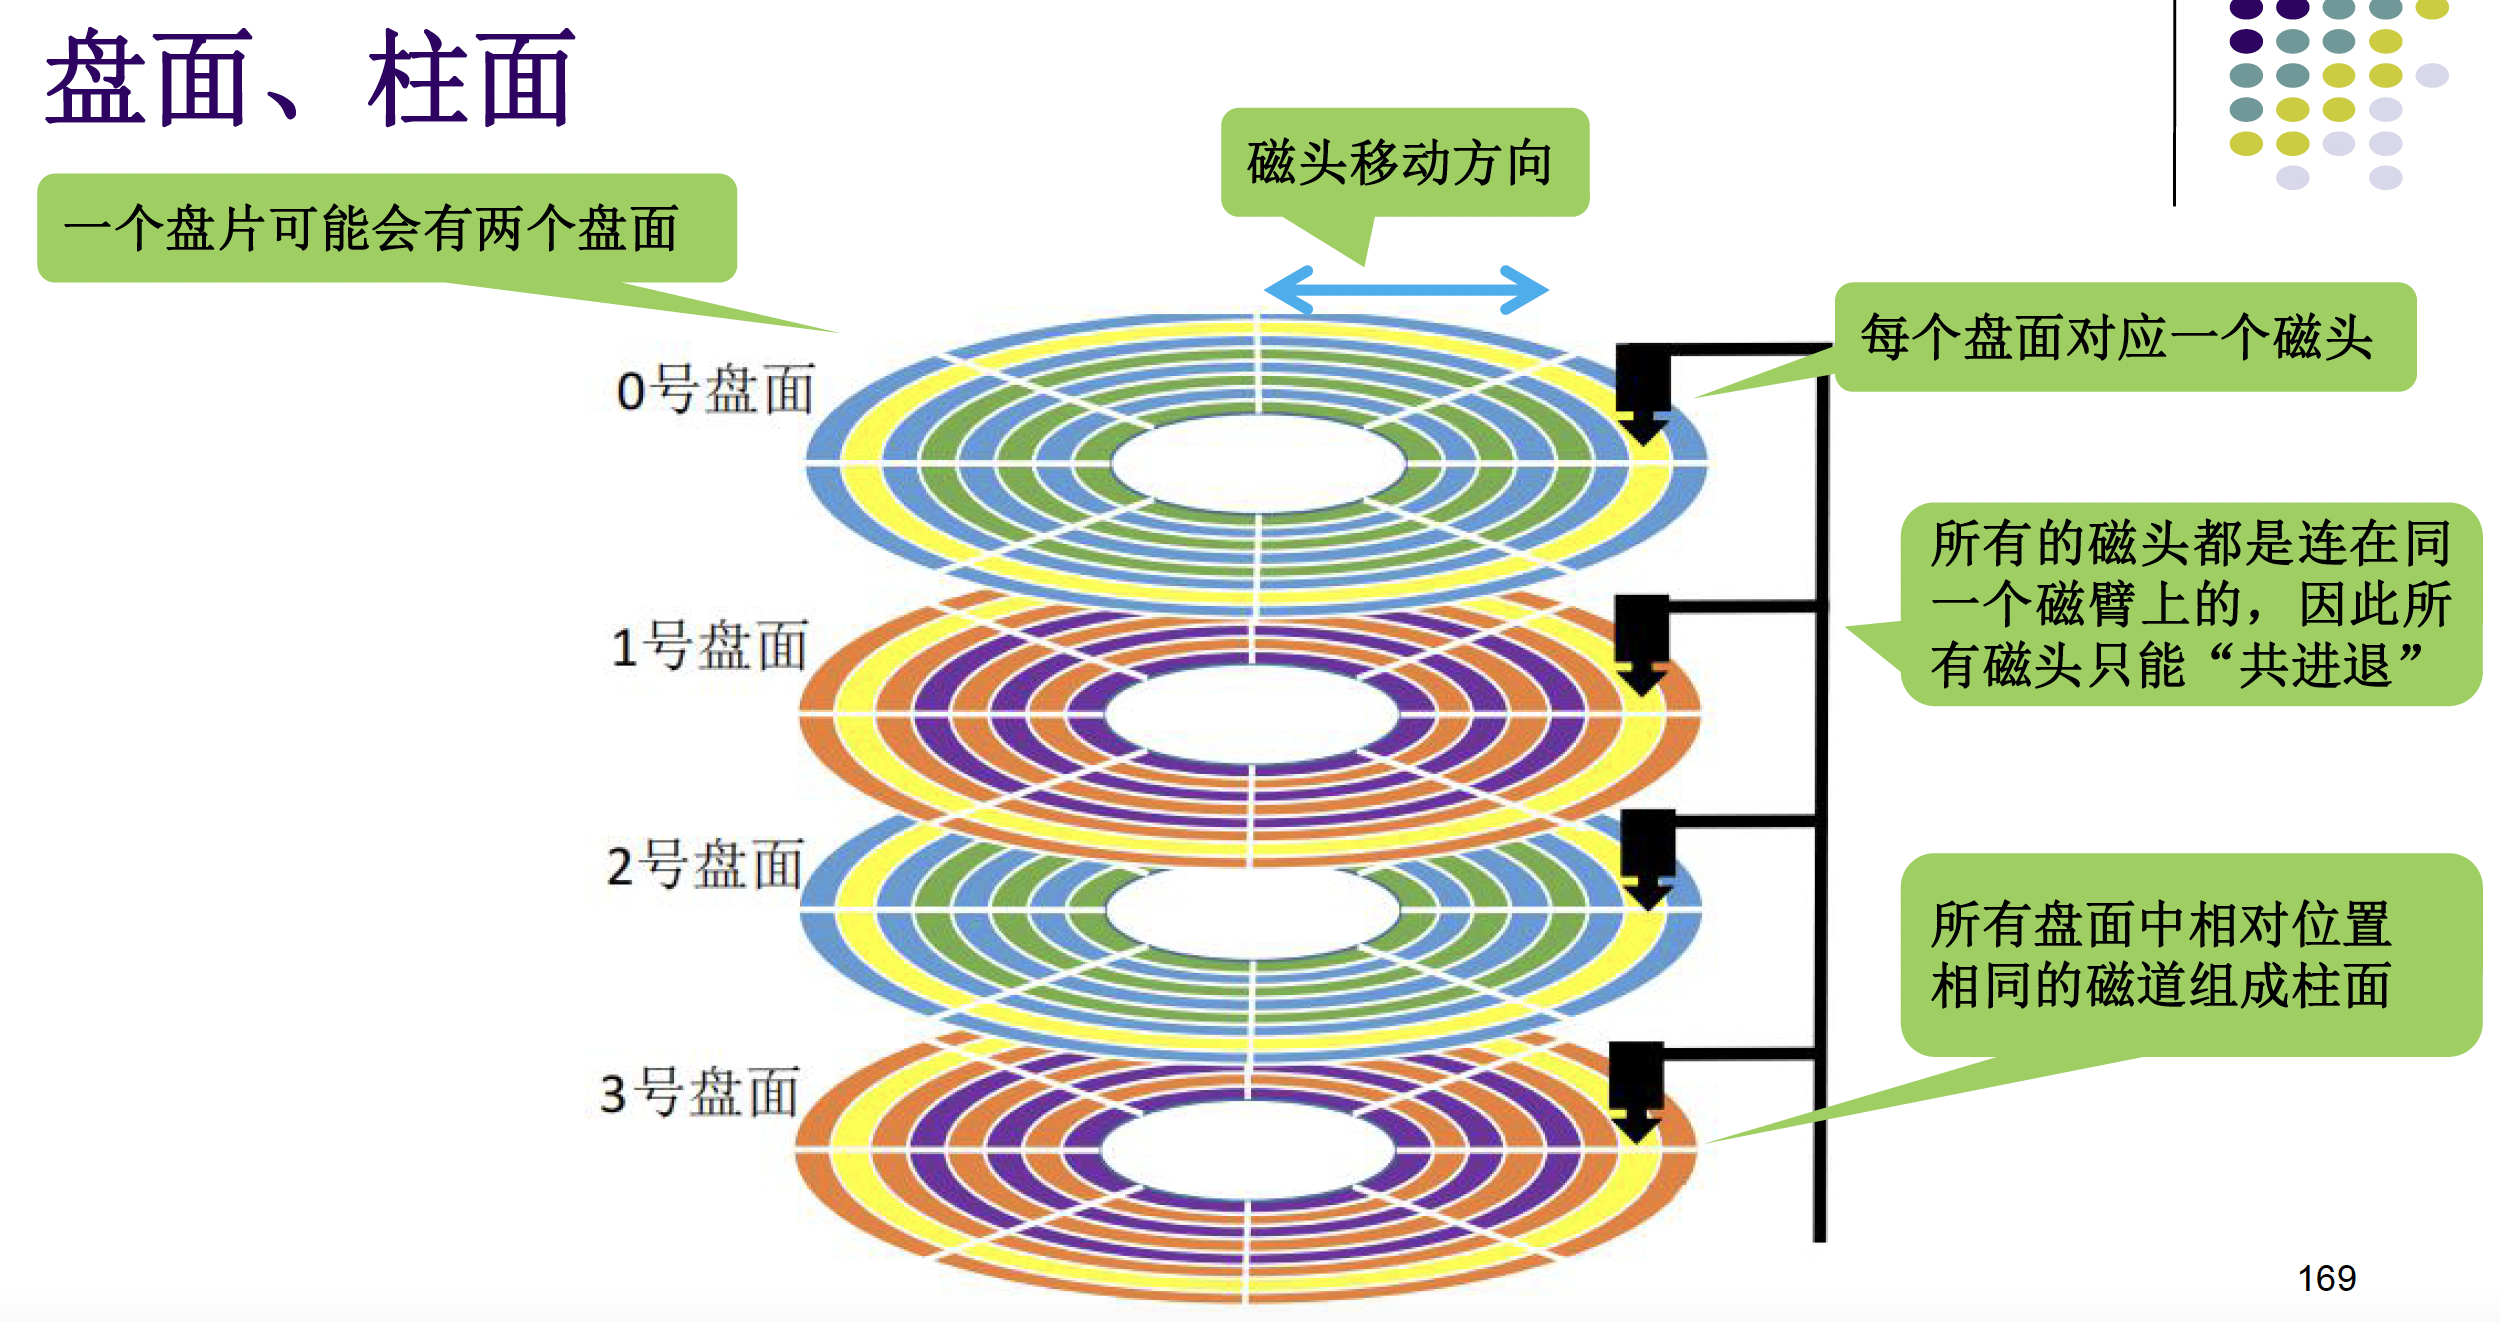 盘面、柱面
磁头移动方向
一个盘片可能会有两个盘面
每个盘面对应一个磁头
0号盘面
所有的磁头都是连在同
一个磁臂上的，因此所
有磁头只能“共进退”
1号盘面
2号盘面
所有盘面中相对位置
相同的磁道组成柱面
3号盘面
169